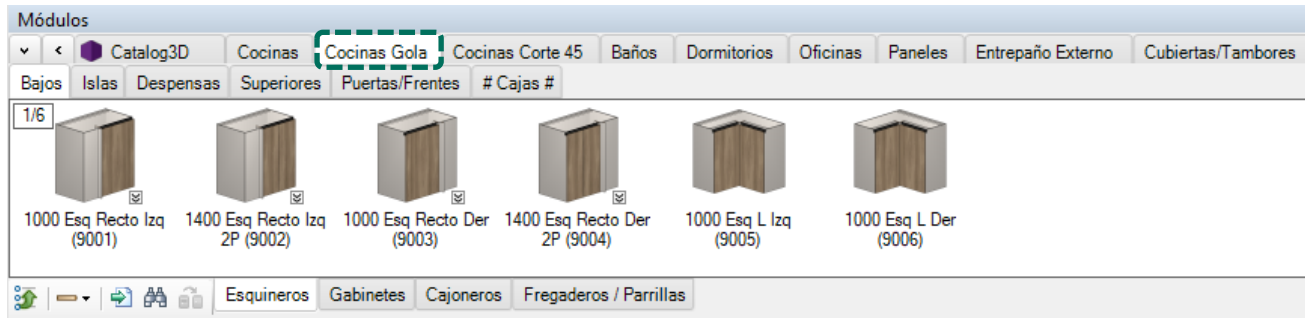 Módulos
Catalog3D Cocinas Cocinas Gola Cocinas Corte 45 Baños Dormitorios Oficinas Paneles Entrepaño Externo Cubiertas/Tambores
Bajos Islas Despensas Superiores Puertas/Frentes # Cajas #
1/6
1000 Esq Recto Izq 1400 Esq Recto Izq 1000 Esq Recto Der 1400 Esq Recto Der 1000 Esq L Izq 1000 Esq L Der
(9001) 2P (9002) (9003) 2P (9004) (9005) (9006)
Esquineros Gabinetes Cajoneros Fregaderos / Parrillas